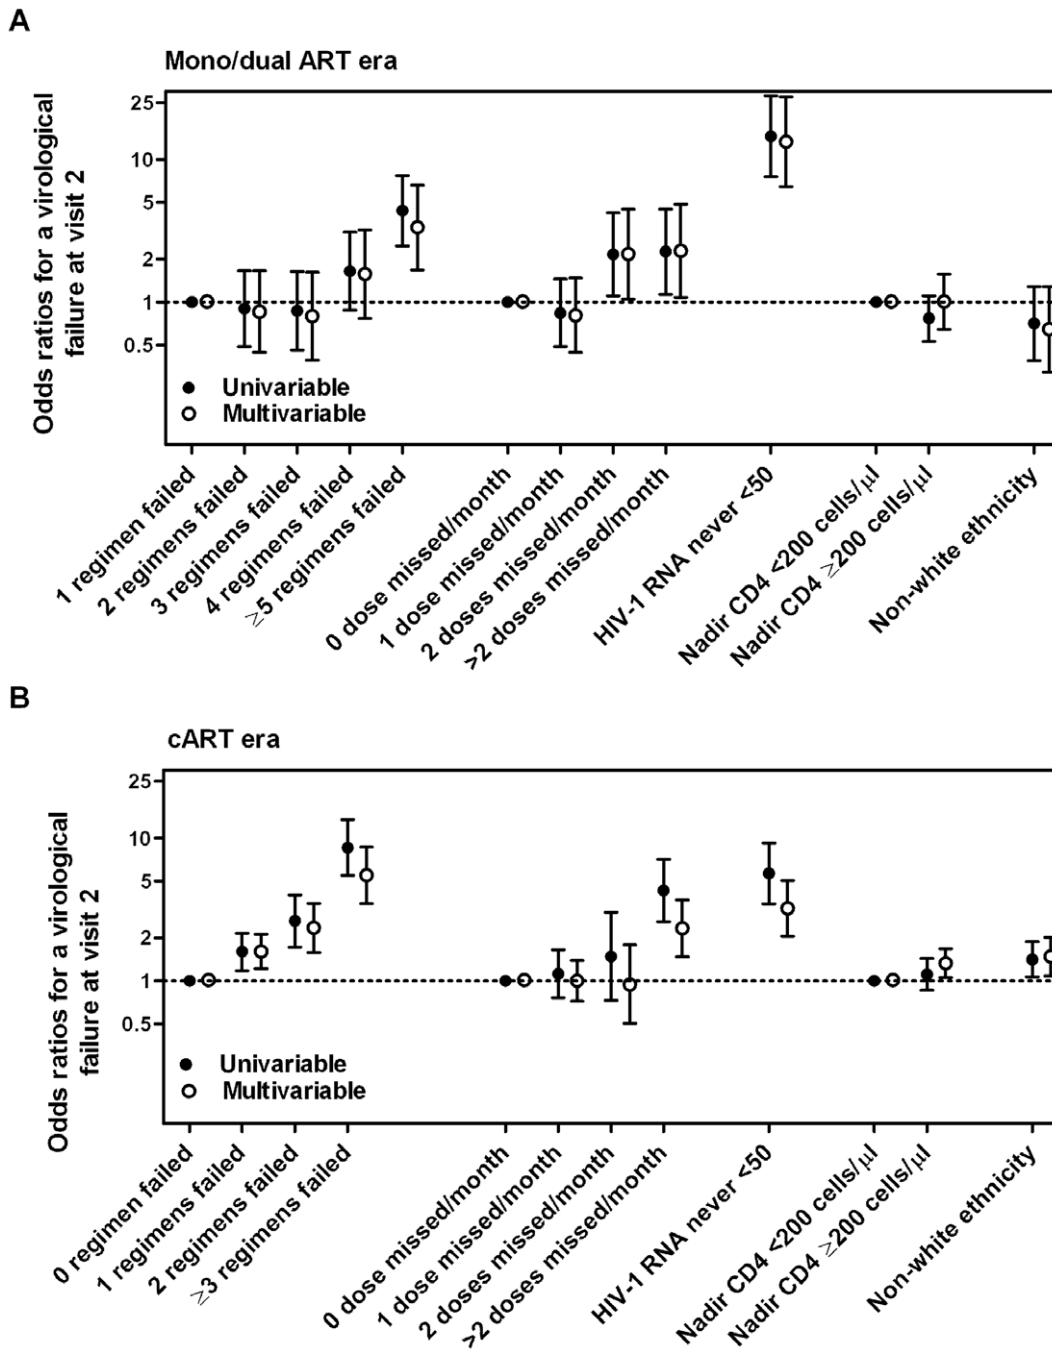 A
Mono/dual ART era
Odds ratios for a virological
failure at visit 2
25
10
5
2
1
0.5
Univariable
Multivariable
1 regimen failed
2 regimens failed
3 regimens failed
4 regimens failed
≥5 regimens failed
0 dose missed/month
1 dose missed/month
2 doses missed/month
>2 doses missed/month
HIV-1 RNA never <50
Nadir CD4 <200 cells/μl
Nadir CD4 ≥200 cells/μl
Non-white ethnicity
B
cART era
Odds ratios for a virological
failure at visit 2
25
10
5
2
1
0.5
Univariable
Multivariable
0 regimen failed
1 regimens failed
2 regimens failed
≥3 regimens failed
0 dose missed/month
1 dose missed/month
2 doses missed/month
>2 doses missed/month
HIV-1 RNA never <50
Nadir CD4 <200 cells/μl
Nadir CD4 ≥200 cells/μl
Non-white ethnicity